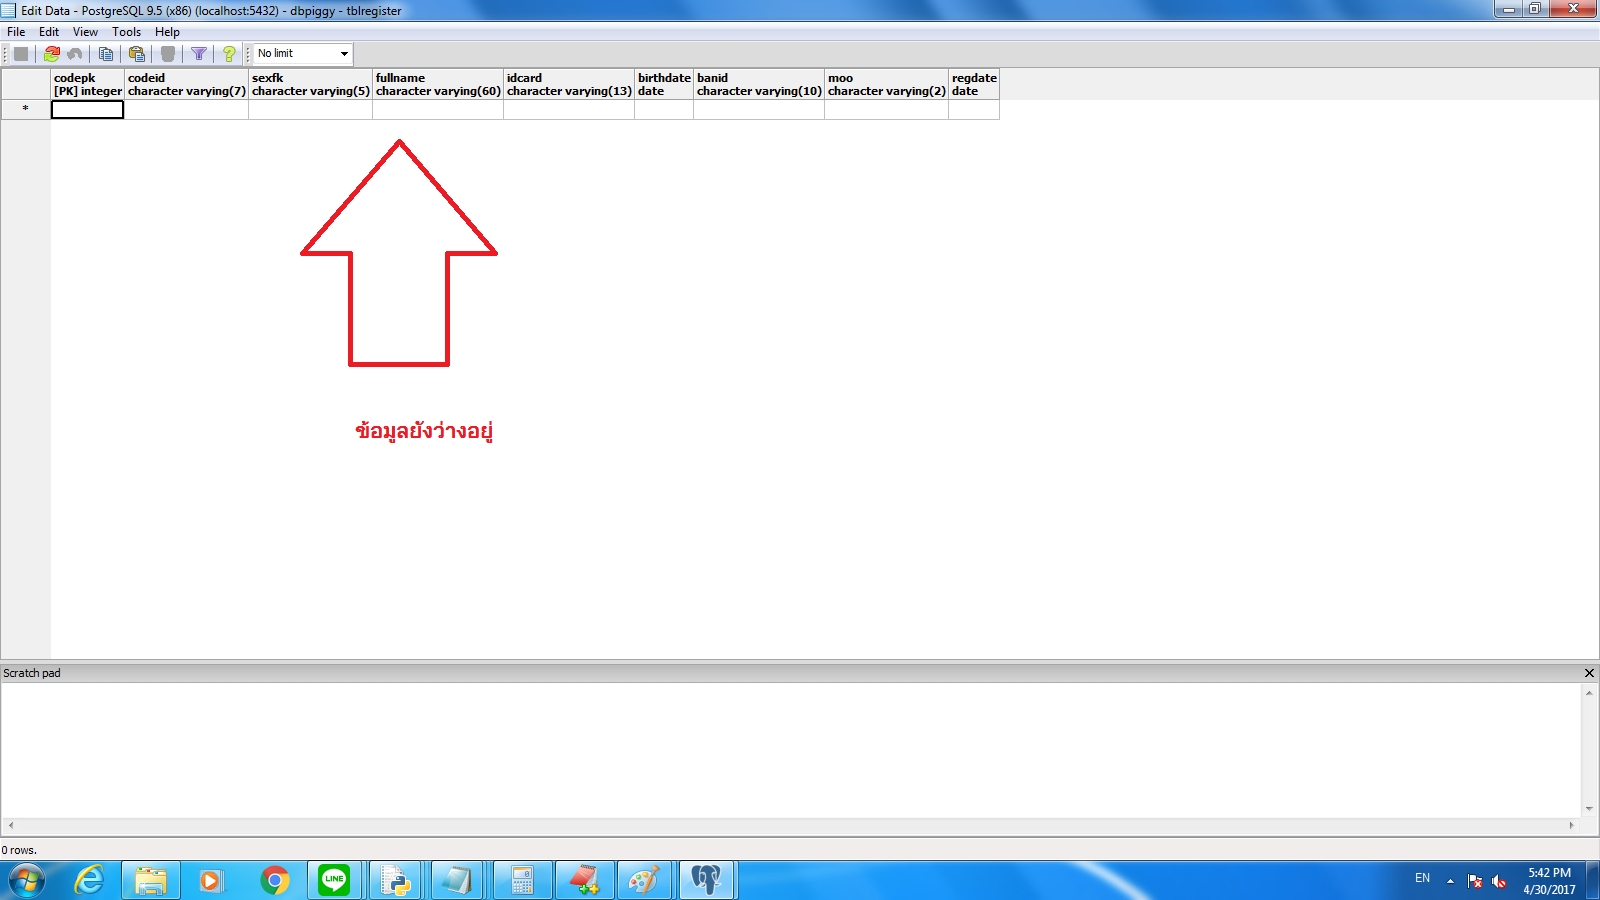 Edit Data - PostgreSQL 9.5 (x86) (localhost:5432) - dbpiggy - tblregister
File Edit View Tools Help
No limit
codepk codeid sexfk fullname idcard birthdate banid moo regdate
[PK] integer character varying(7) character varying(5) character varying(60) character varying(13) date character varying(10) character varying(2) date
*
ข้อมูลยังว่างอยู่
Scratch pad
0 rows.
LINE
EN
5:42 PM
4/30/2017